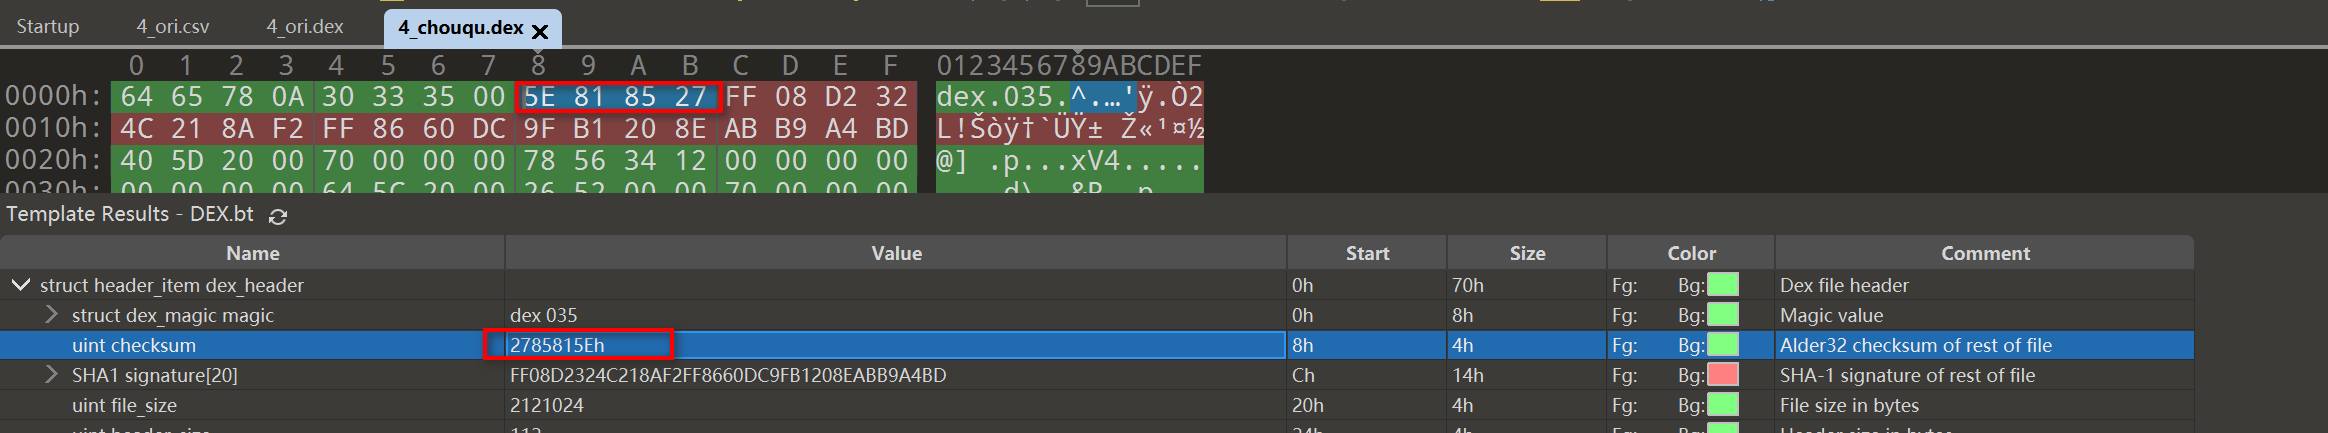 Startup 4_ori.csv 4_ori.dex 4_chouqu.dex
0 1 2 3 4 5 6 7 8 9 A B C D E F 0123456789ABCDEF
0000h: 64 65 78 0A 30 33 35 00 5E 81 85 27 FF 08 D2 32 dex.035.^.…'ÿ.Ò2
0010h: 4C 21 8A F2 FF 86 60 DC 9F B1 20 8E AB B9 A4 BD L!Šòÿ†`ÜŸ± Ž«¹¤½
0020h: 40 5D 20 00 70 00 00 00 78 56 34 12 00 00 00 00 @] .p...xV4.....
0030h: 00 00 00 00 64 5C 20 00 26 52 00 00 70 00 00 00 ....d\ .&R..p...
Template Results - DEX.bt
Name Value Start Size Color Comment
struct header_item dex_header 0h 70h Fg: Bg: Dex file header
struct dex_magic magic dex 035 0h 8h Fg: Bg: Magic value
uint checksum 2785815Eh 8h 4h Fg: Bg: Alder32 checksum of rest of file
SHA1 signature[20] FF08D2324C218AF2FF8660DC9FB1208EABB9A4BD Ch 14h Fg: Bg: SHA-1 signature of rest of file
uint file_size 2121024 20h 4h Fg: Bg: File size in bytes
uint header_size 112 24h 4h Fg: Bg: Header size in bytes